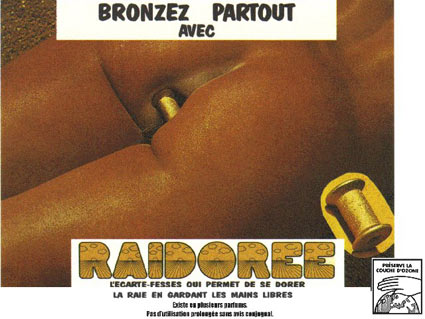 BRONZEZ PARTOUT
AVEC
RAIDOREE
L'ECARTE-FESSES QUI PERMET DE SE DORER
LA RAIE EN GARDANT LES MAINS LIBRES
Existe en plusieurs parfums.
Pas d'utilisation prolongée sans avis conjugual.
PRÉSERVE LA
COUCHE D'OZONE